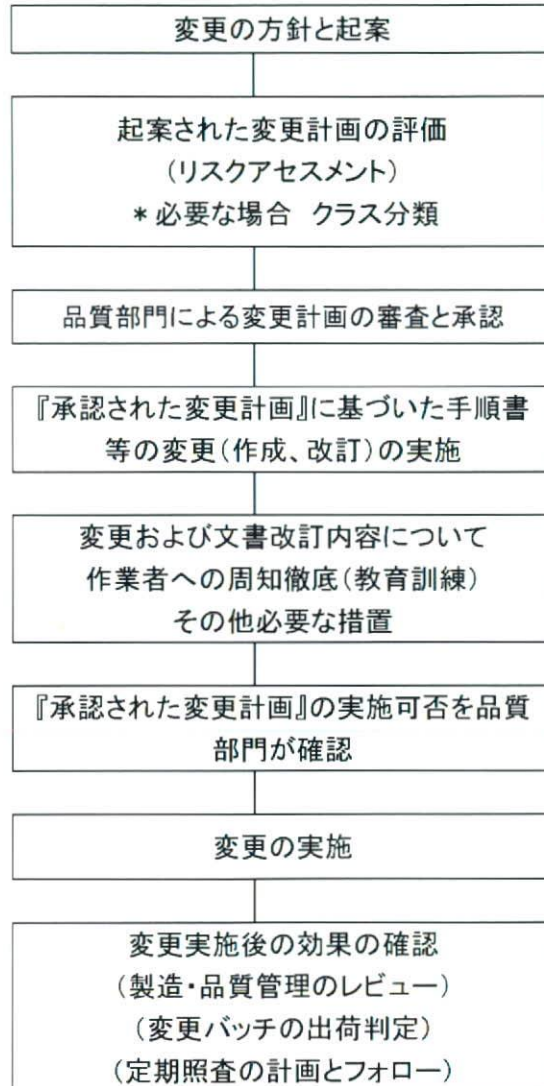 変更の方針と起案
起案された変更計画の評価
(リスクアセスメント)
*必要な場合 クラス分類
品質部門による変更計画の審査と承認
『承認された変更計画』に基づいた手順書
等の変更(作成、改訂)の実施
変更および文書改訂内容について
作業者への周知徹底(教育訓練)
その他必要な措置
『承認された変更計画』の実施可否を品質
部門が確認
変更の実施
変更実施後の効果の確認
(製造・品質管理のレビュー)
(変更バッチの出荷判定)
(定期照査の計画とフォロー)